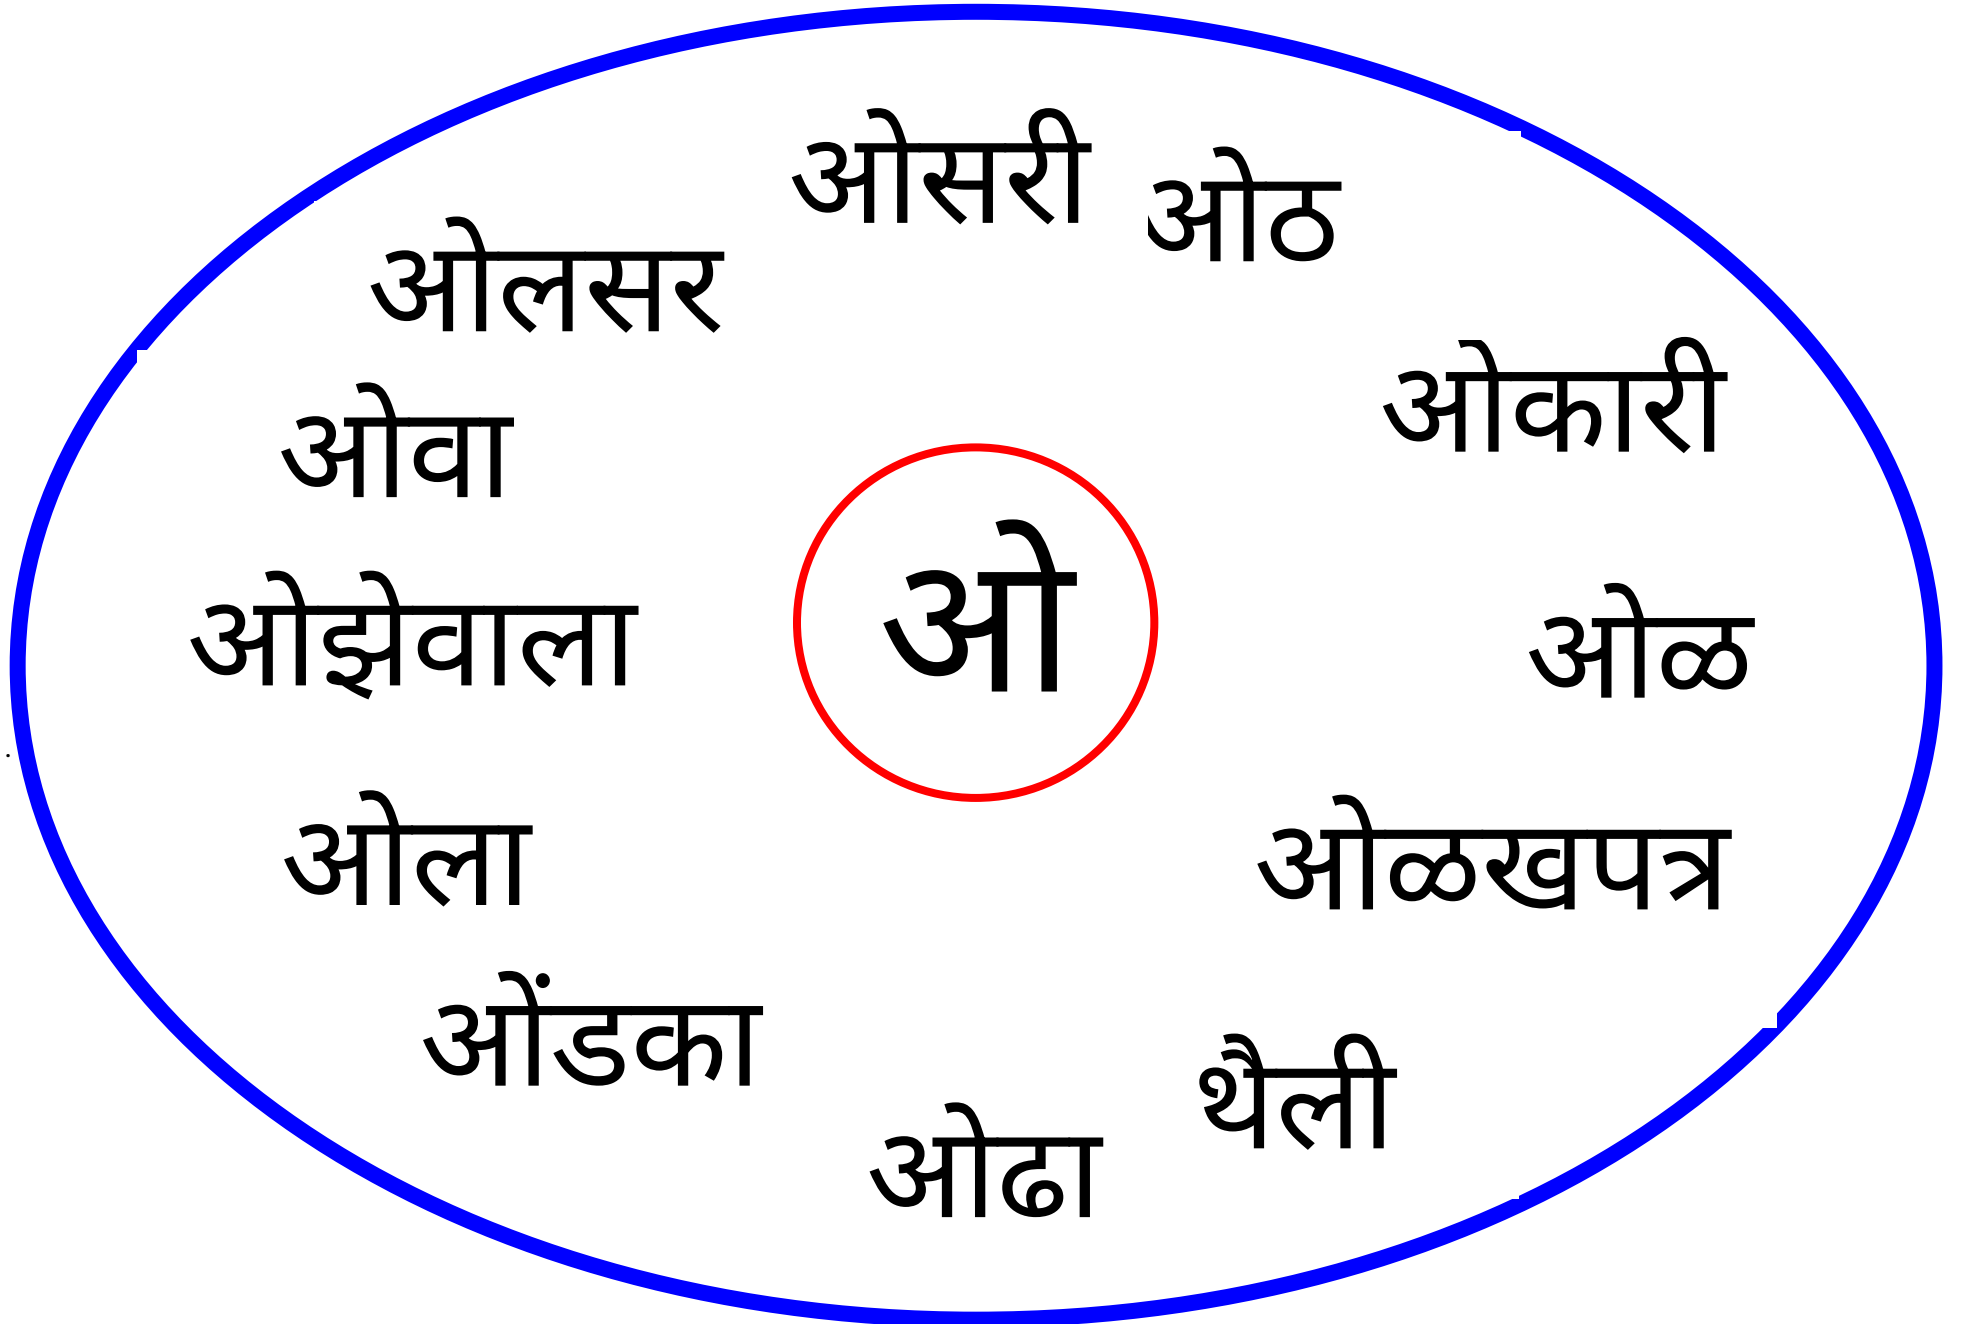 ओसरी
ओठ
ओलसर
ओकारी
ओवा
ओझेवाला
ओ
ओळ
ओला
ओळखपत्र
ओंडका
थैली
ओढा